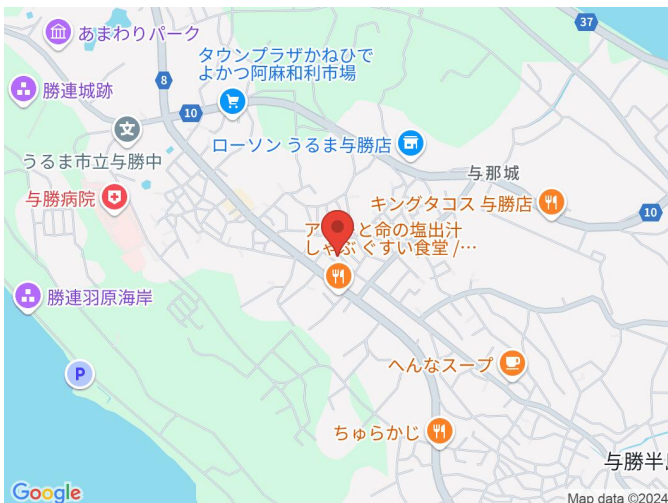 37
あまわりパーク
タウンプラザかねひで
よかつ阿麻和利市場
8
勝連城跡
10
ローソン うるま与勝店
うるま市立与勝中
与那城
与勝病院
キングタコス 与勝店
10
ア と命の塩出汁
しゃぶ ぐすい食堂 /…
勝連羽原海岸
P
へんなスープ
ちゅらかじ
与勝半
Google
Map data ©2024